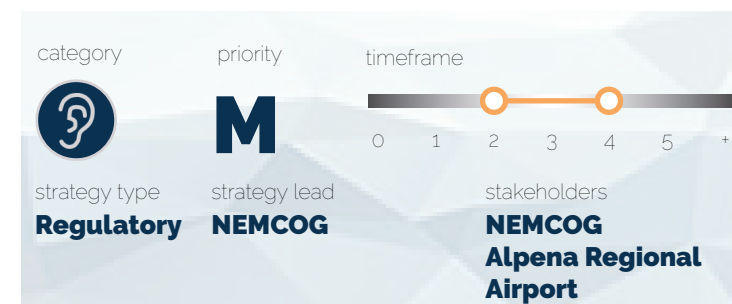 category priority timeframe
M
0 1 2 3 4 5 +
strategy type strategy lead stakeholders
Regulatory NEMCOG NEMCOG
Alpena Regional
Airport